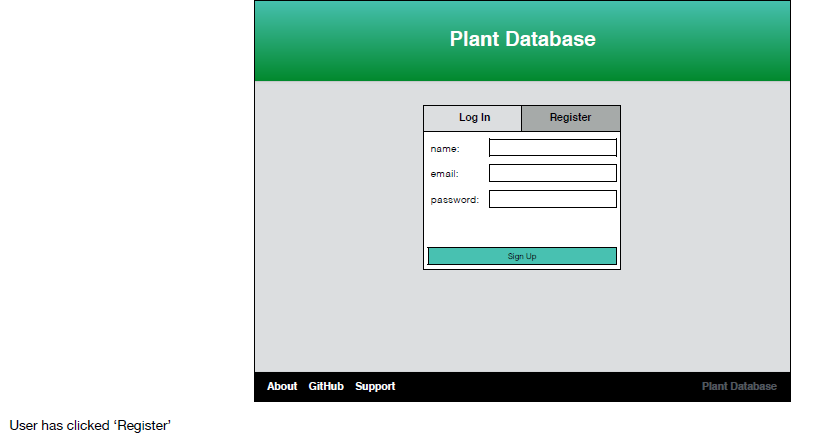 Plant Database
Log In Register
name:
email:
password:
Sign Up
About GitHub Support Plant Database
User has clicked ‘Register’